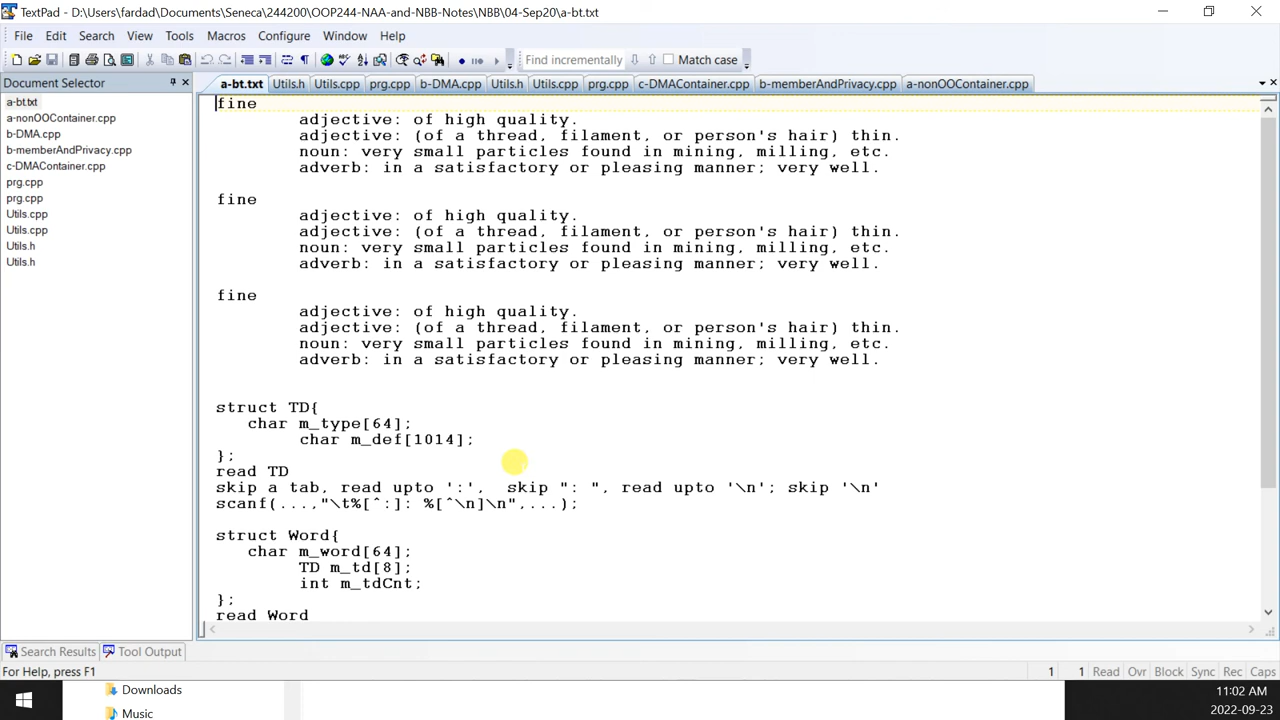 TextPad - D:\Users\fardad\Documents\Seneca\244200\OOP244-NAA-and-NBB-Notes\NBB\04-Sep20\a-bt.txt
File Edit Search View Tools Macros Configure Window Help
Find incrementally Match case
Document Selector
a-bt.txt Utils.h Utils.cpp prg.cpp b-DMA.cpp Utils.h Utils.cpp prg.cpp c-DMAContainer.cpp b-memberAndPrivacy.cpp a-nonOOContainer.cpp
a-bt.txt
a-nonOOContainer.cpp
b-DMA.cpp
b-memberAndPrivacy.cpp
c-DMAContainer.cpp
prg.cpp
prg.cpp
Utils.cpp
Utils.cpp
Utils.h
Utils.h
fine
adjective: of high quality.
adjective: (of a thread, filament, or person's hair) thin.
noun: very small particles found in mining, milling, etc.
adverb: in a satisfactory or pleasing manner; very well.
fine
adjective: of high quality.
adjective: (of a thread, filament, or person's hair) thin.
noun: very small particles found in mining, milling, etc.
adverb: in a satisfactory or pleasing manner; very well.
fine
adjective: of high quality.
adjective: (of a thread, filament, or person's hair) thin.
noun: very small particles found in mining, milling, etc.
adverb: in a satisfactory or pleasing manner; very well.
struct TD{
char m_type[64];
char m_def[1014];
};
read TD
skip a tab, read upto ':', skip ": ", read upto '\n'; skip '\n'
scanf(...,"\t%[^:]: %[^\n]\n",...);
struct Word{
char m_word[64];
TD m_td[8];
int m_tdCnt;
};
read Word
Search Results Tool Output
For Help, press F1
1 1 Read Ovr Block Sync Rec Caps
Downloads
Music
11:02 AM
2022-09-23